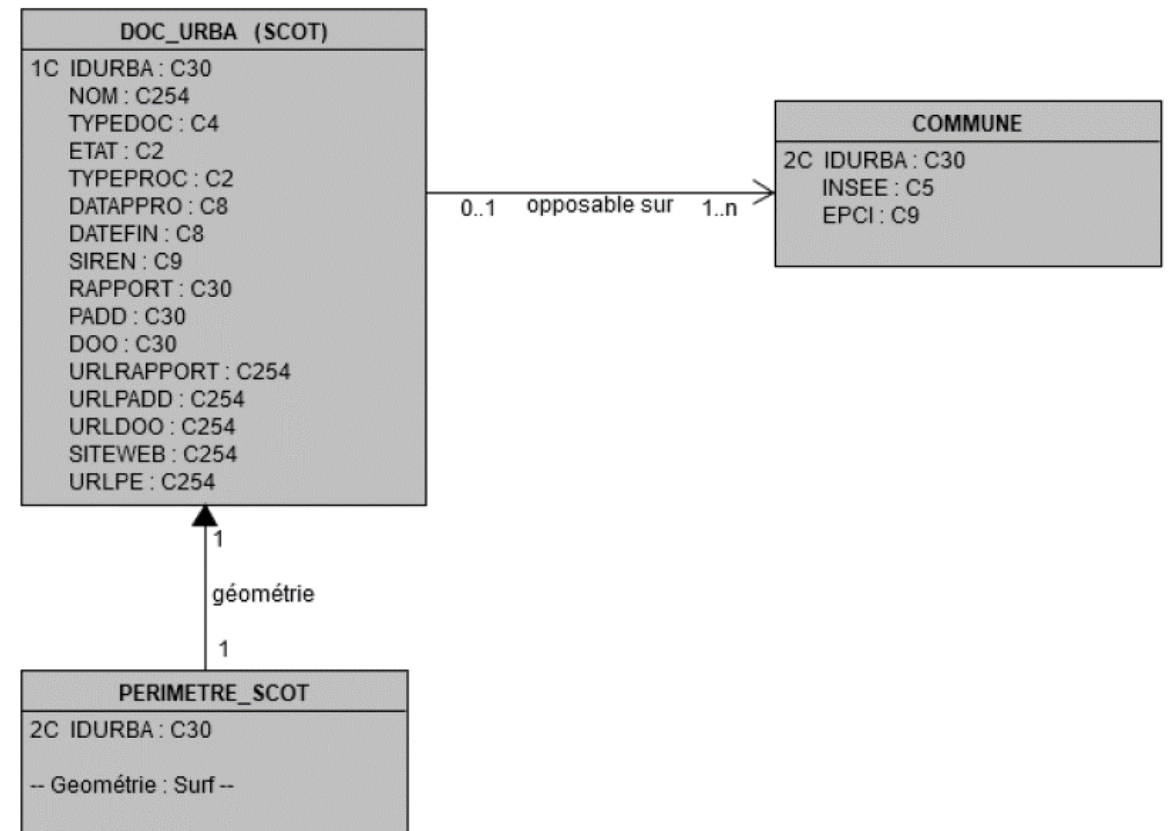 DOC_URBA (SCOT)
1C IDURBA : C30
NOM : C254
TYPEDOC : C4
ETAT : C2
TYPEPROC : C2
DATAPPRO : C8
DATEFIN : C8
SIREN : C9
RAPPORT : C30
PADD : C30
DOO : C30
URLRAPPORT : C254
URLPADD : C254
URLDOO : C254
SITEWEB : C254
URLPE : C254
0..1 opposable sur 1..n
COMMUNE
2C IDURBA : C30
INSEE : C5
EPCI : C9
1
géométrie
1
PERIMETRE_SCOT
2C IDURBA : C30
-- Geométrie : Surf --